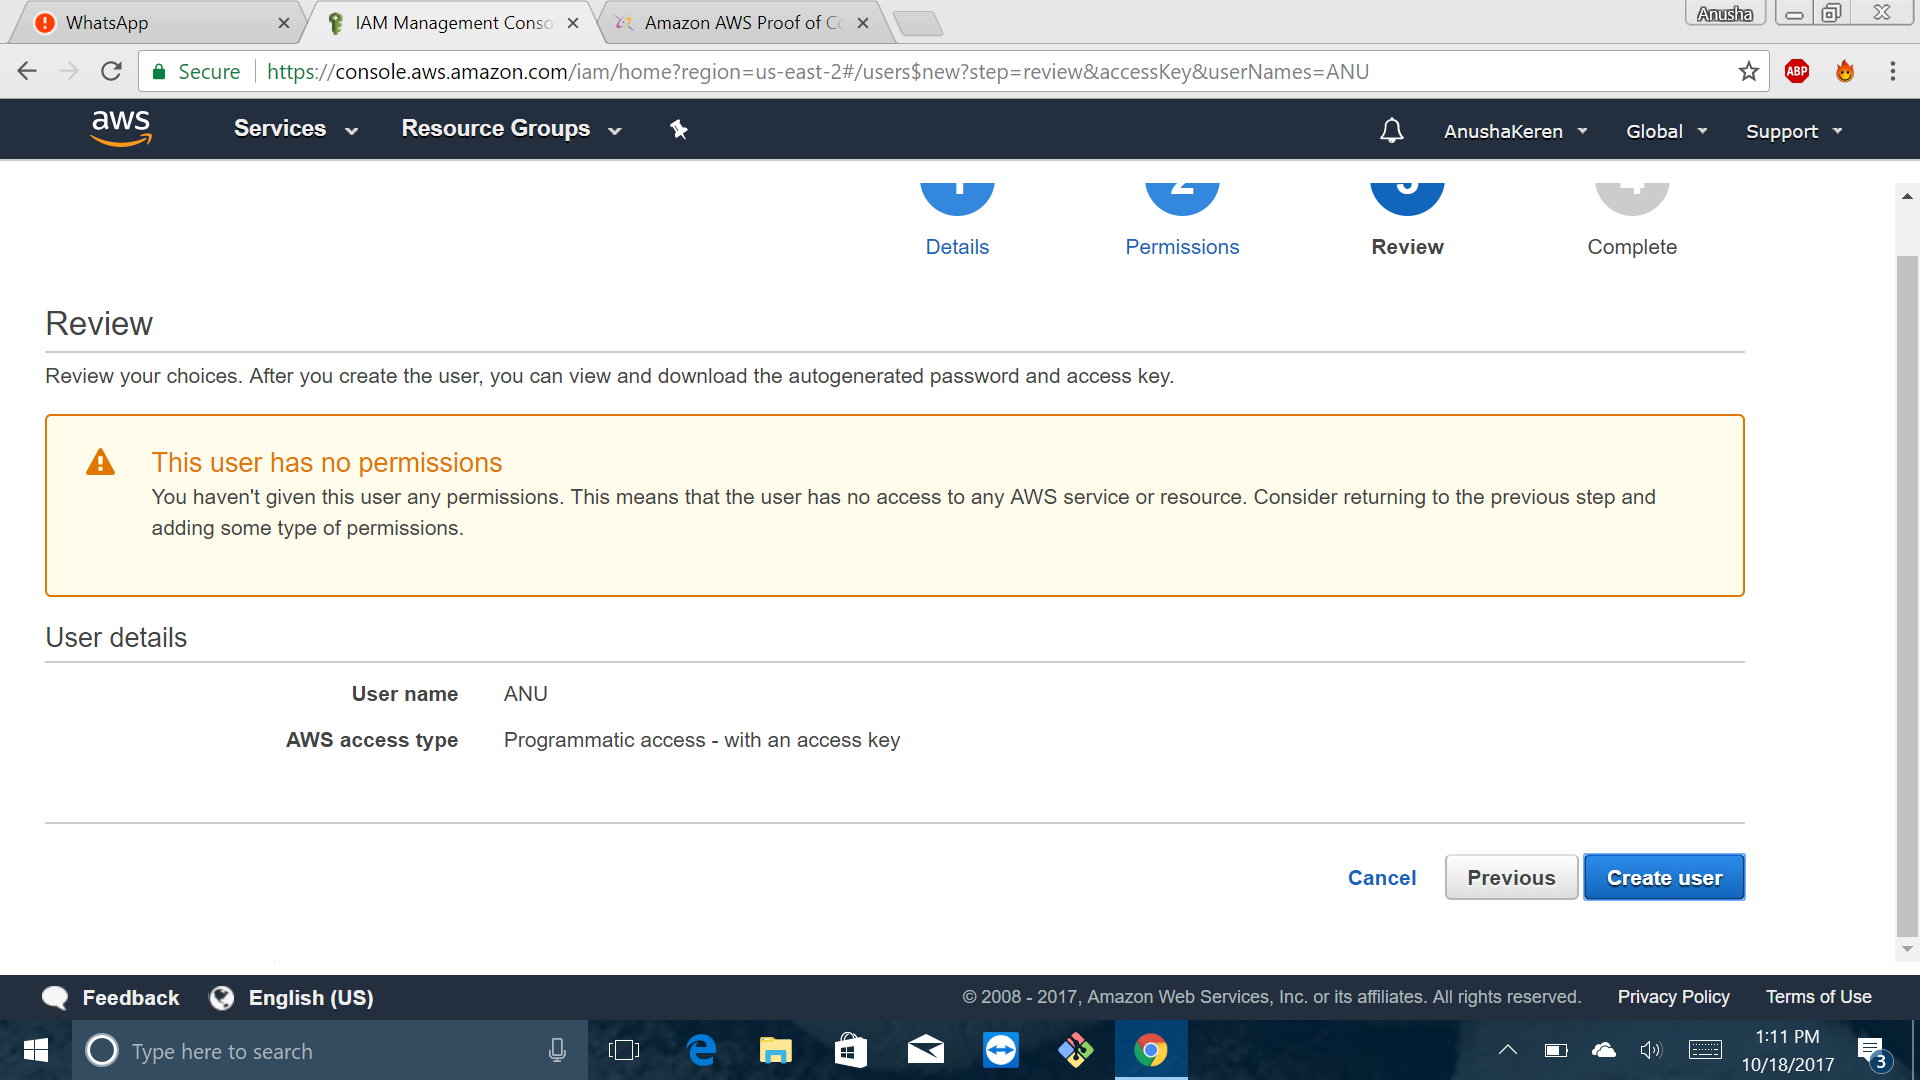 WhatsApp
IAM Management Conso
Amazon AWS Proof of Co
Anusha
Secure https://console.aws.amazon.com/iam/home?region=us-east-2#/users$new?step=review&accessKey&userNames=ANU
ABP
aws Services Resource Groups AnushaKeren Global Support
1 2 3 4
Details Permissions Review Complete
Review
Review your choices. After you create the user, you can view and download the autogenerated password and access key.
This user has no permissions
You haven't given this user any permissions. This means that the user has no access to any AWS service or resource. Consider returning to the previous step and
adding some type of permissions.
User details
User name ANU
AWS access type Programmatic access - with an access key
Cancel Previous Create user
Feedback English (US) © 2008 - 2017, Amazon Web Services, Inc. or its affiliates. All rights reserved. Privacy Policy Terms of Use
Type here to search
1:11 PM
10/18/2017
3